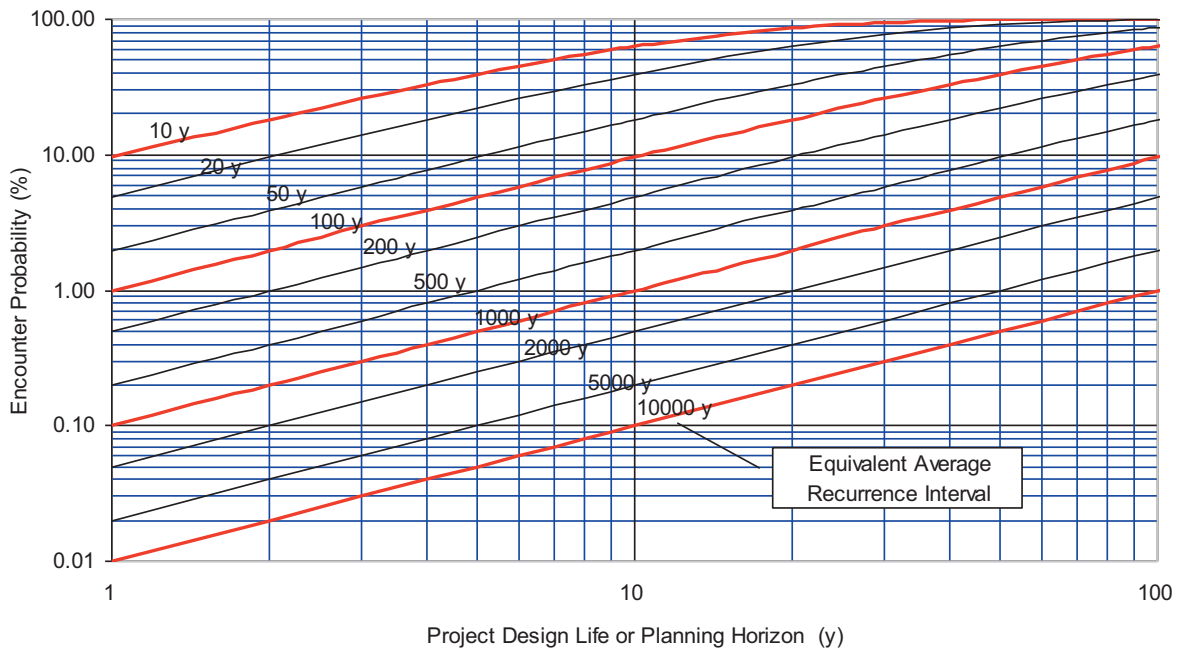 100.00
10.00
1.00
0.10
0.01
Encounter Probability (%)
10 y
20 y
50 y
100 y
200 y
500 y
1000 y
2000 y
5000 y
10000 y
Equivalent Average
Recurrence Interval
1
10
100
Project Design Life or Planning Horizon (y)